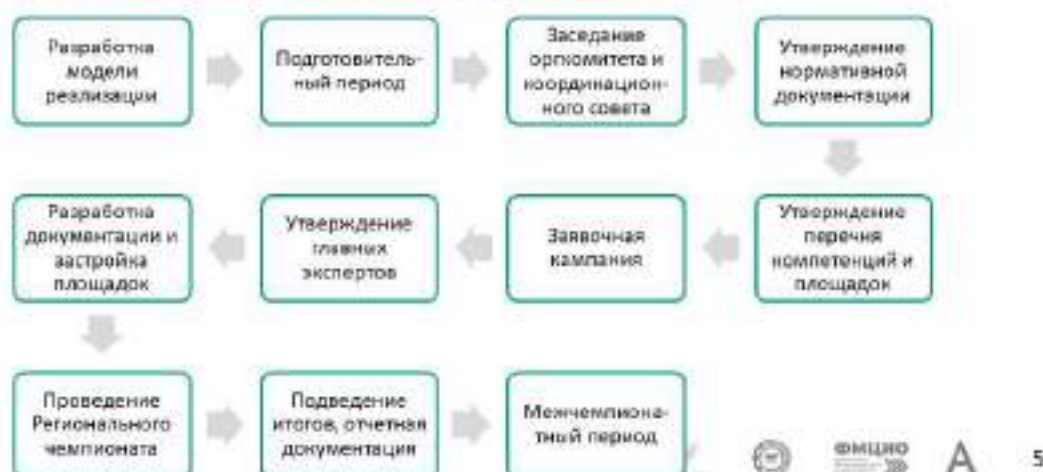 Разработка
модели
реализации
Подготовитель-
ный период
Заседание
оргкомитета и
координацион-
ного совета
Утверждение
нормативной
документации
Утверждение
перечня
компетенций и
площадок
Заявочная
кампания
Утверждение
главных
экспертов
Разработка
документации и
застройка
площадок
Проведение
Регионального
чемпионата
Подведение
итогов, отчетная
документация
Межчемпиона-
тный период
ФМЦИО
5